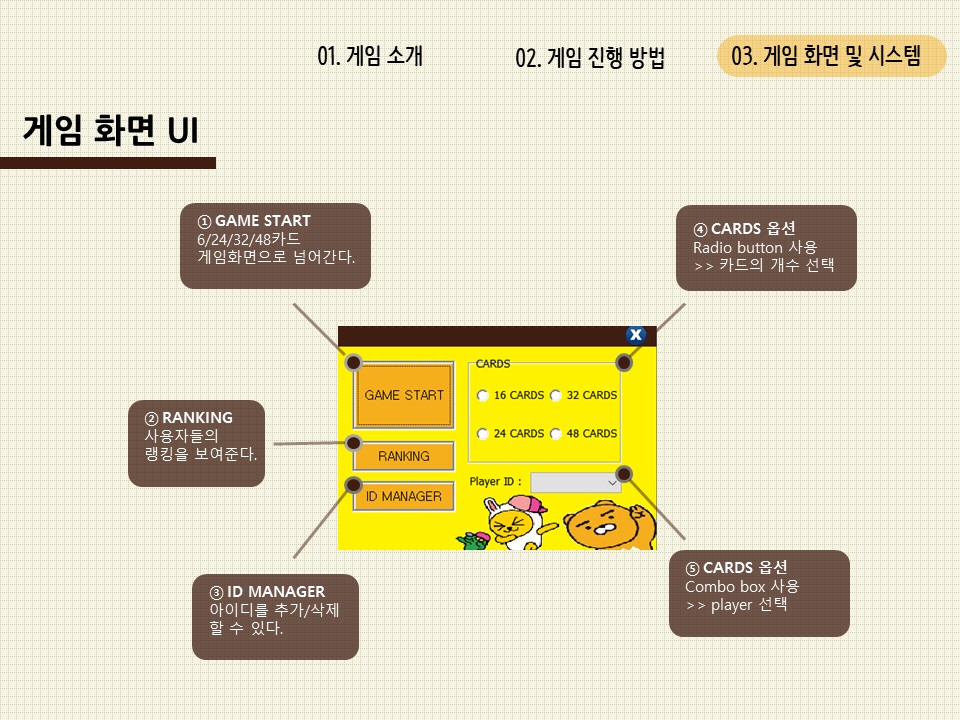 01. 게임 소개
02. 게임 진행 방법
03. 게임 화면 및 시스템
게임 화면 UI
① GAME START
6/24/32/48카드
게임화면으로 넘어간다.
④ CARDS 옵션
Radio button 사용
>> 카드의 개수 선택
② RANKING
사용자들의
랭킹을 보여준다.
X
GAME START
RANKING
ID MANAGER
CARDS
16 CARDS
32 CARDS
24 CARDS
48 CARDS
Player ID :
③ ID MANAGER
아이디를 추가/삭제
할 수 있다.
⑤ CARDS 옵션
Combo box 사용
>> player 선택